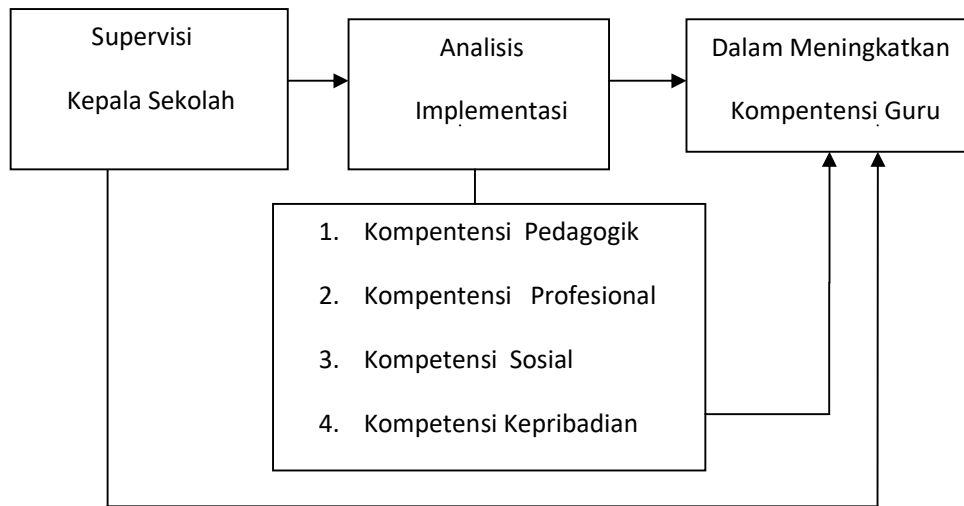 Supervisi
Kepala Sekolah
Analisis
Implementasi
Dalam Meningkatkan
Kompentensi Guru
1. Kompentensi Pedagogik
2. Kompentensi Profesional
3. Kompetensi Sosial
4. Kompetensi Kepribadian